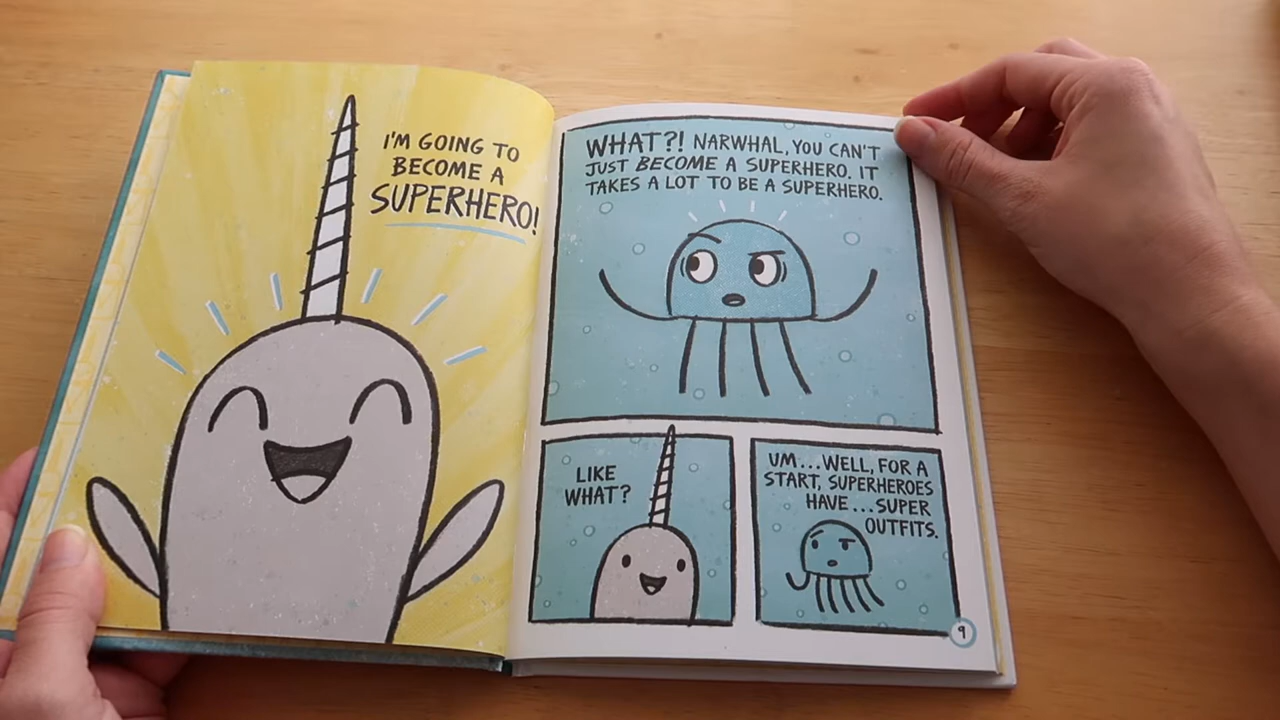 I'M GOING TO
BECOME A
SUPERHERO!
WHAT?! NARWHAL, YOU CAN'T
JUST BECOME A SUPERHERO. IT
TAKES A LOT TO BE A SUPERHERO.
LIKE
WHAT?
UM...WELL, FOR A
START, SUPERHEROES
HAVE...SUPER
OUTFITS.
9